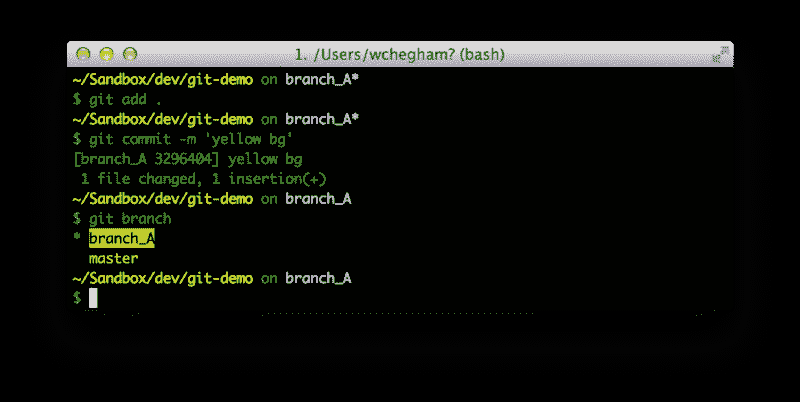 1. /Users/wchegham? (bash)
~/Sandbox/dev/git-demo on branch_A*
$ git add .
~/Sandbox/dev/git-demo on branch_A*
$ git commit -m 'yellow bg'
[branch_A 3296404] yellow bg
 1 file changed, 1 insertion(+)
~/Sandbox/dev/git-demo on branch_A
$ git branch
* branch_A
  master
~/Sandbox/dev/git-demo on branch_A
$